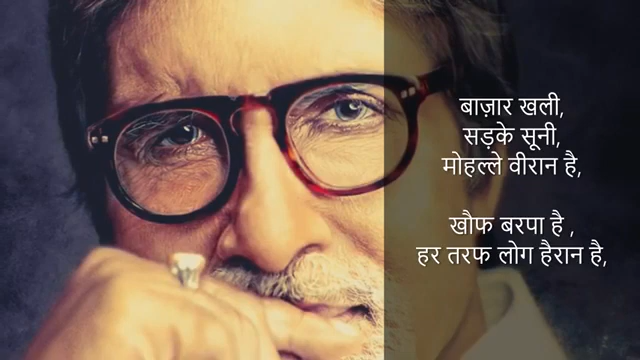 बाज़ार खली,
सड़के सूनी,
मोहल्ले वीरान है,
खौफ बरपा है ,
हर तरफ लोग हैरान है,